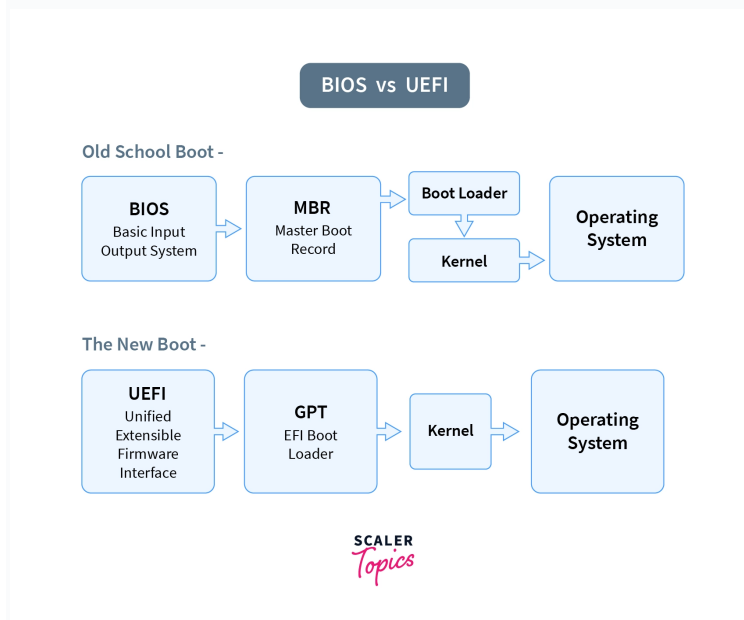 BIOS vs UEFI
Old School Boot -
BIOS
Basic Input
Output System
MBR
Master Boot
Record
Boot Loader
Kernel
Operating
System
The New Boot -
UEFI
Unified
Extensible
Firmware
Interface
GPT
EFI Boot
Loader
Kernel
Operating
System
SCALER
Topics